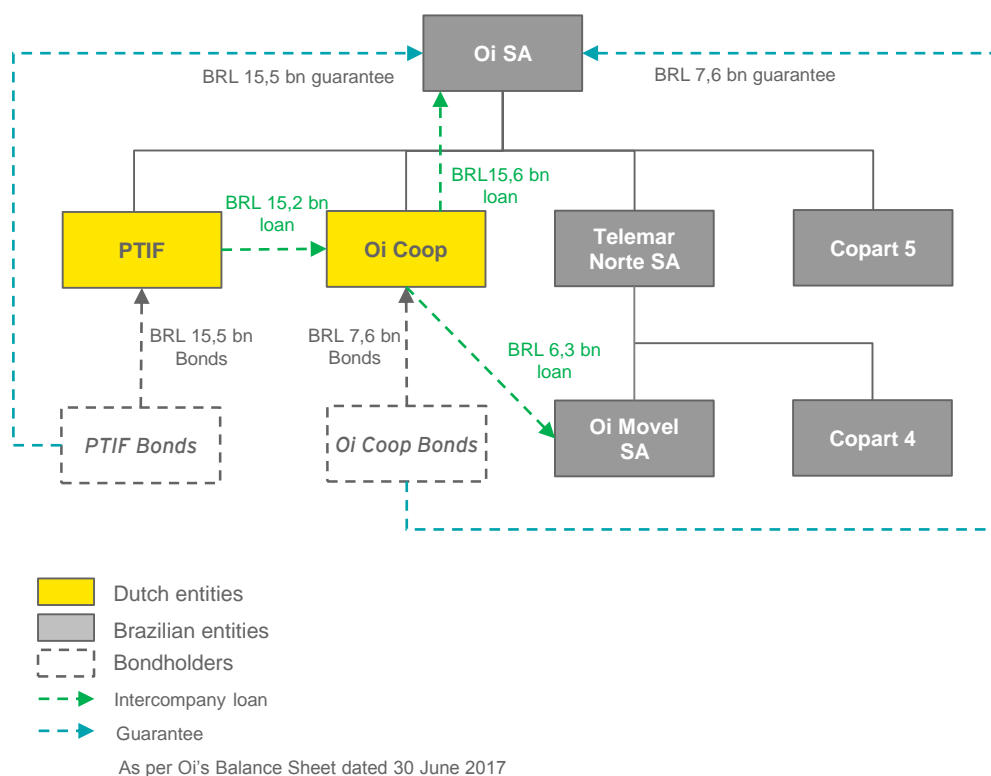 Oi SA
BRL 15,5 bn guarantee
BRL 7,6 bn guarantee
BRL15,6 bn
loan
BRL 15,2 bn
loan
PTIF
Oi Coop
Telemar
Norte SA
Copart 5
BRL 15,5 bn
Bonds
BRL 7,6 bn
Bonds
BRL 6,3 bn
loan
PTIF Bonds
Oi Coop Bonds
Oi Movel
SA
Copart 4
Dutch entities
Brazilian entities
Bondholders
Intercompany loan
Guarantee
As per Oi's Balance Sheet dated 30 June 2017